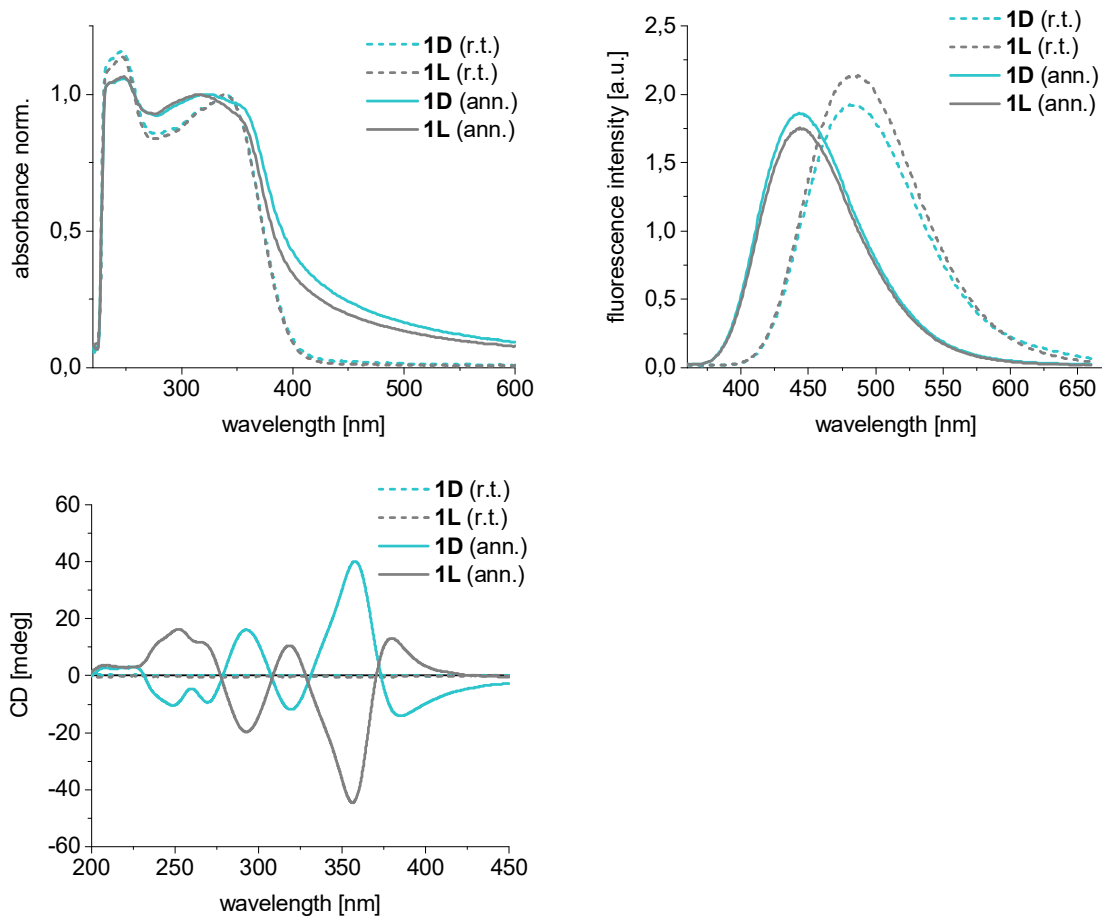 1D (r.t.)
1L (r.t.)
1D (ann.)
1L (ann.)
absorbance norm.
1,0
0,5
0,0
300
400
500
600
wavelength [nm]
1D (r.t.)
1L (r.t.)
1D (ann.)
1L (ann.)
fluorescence intensity [a.u.]
2,5
2,0
1,5
1,0
0,5
0,0
400
450
500
550
600
650
wavelength [nm]
1D (r.t.)
1L (r.t.)
1D (ann.)
1L (ann.)
CD [mdeg]
60
40
20
0
-20
-40
-60
200
250
300
350
400
450
wavelength [nm]